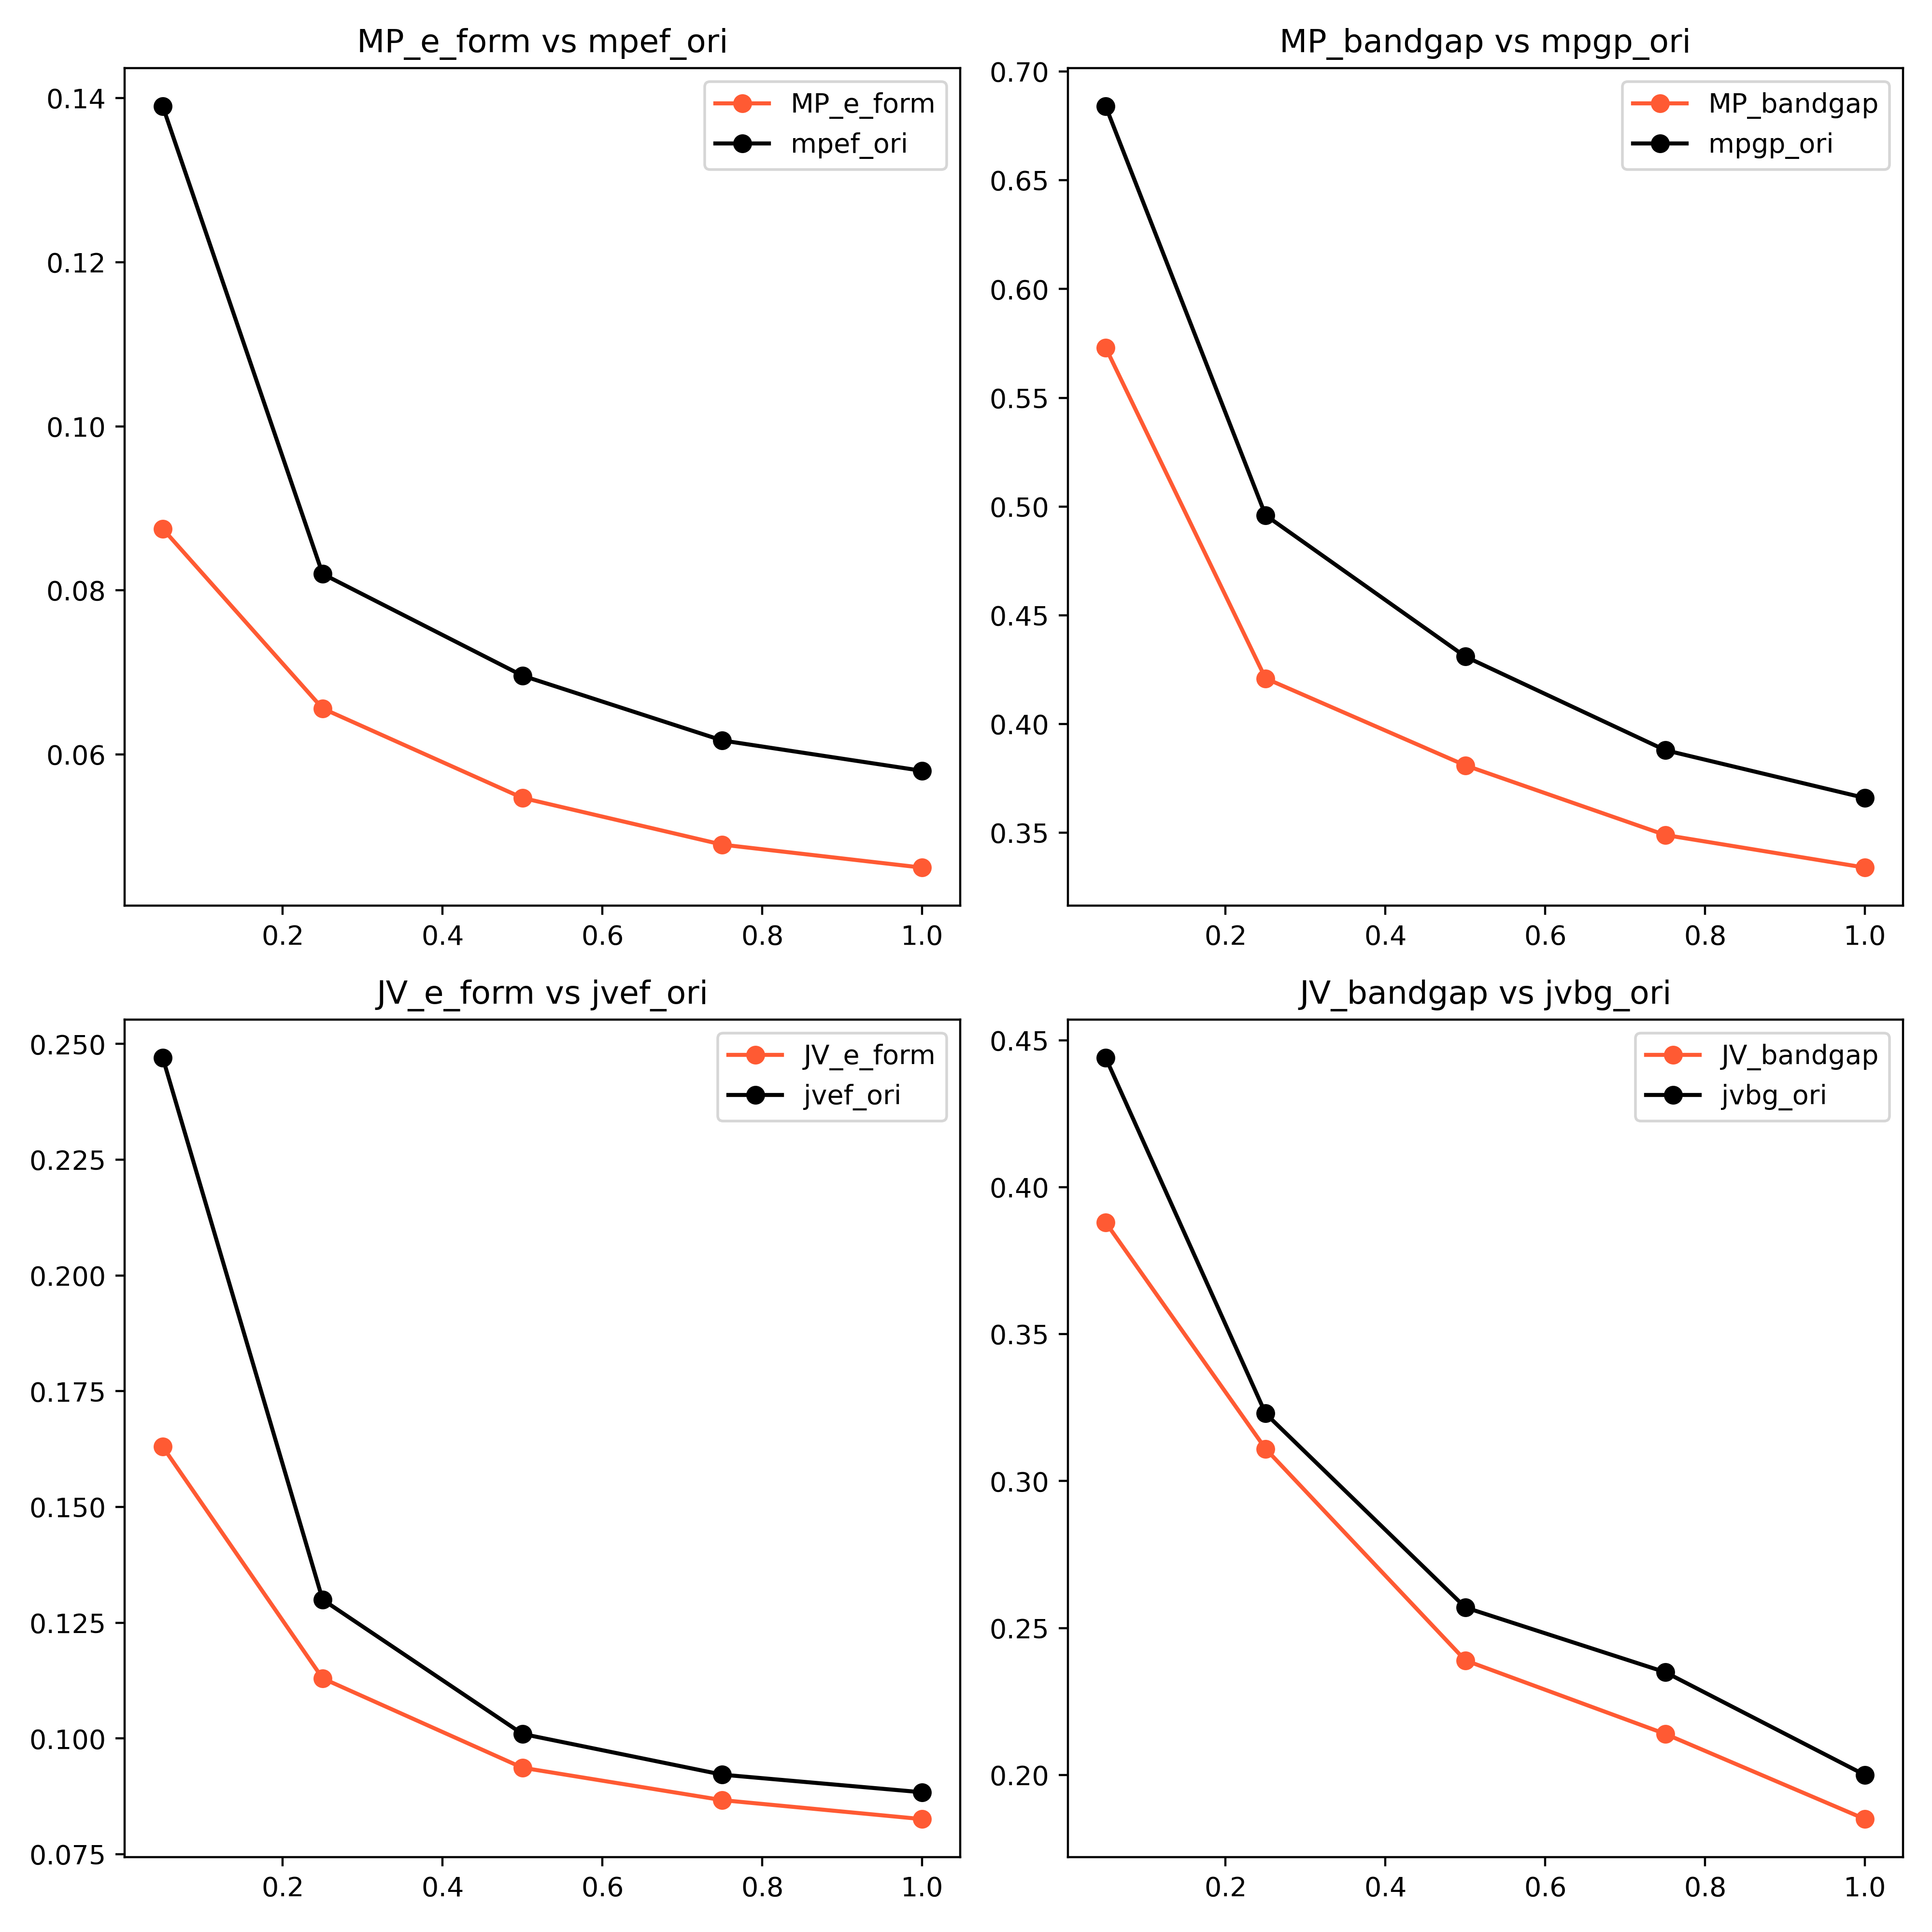 MP_e_form vs mpef_ori
MP_e_form
mpef_ori
0.14
0.12
0.10
0.08
0.06
0.2 0.4 0.6 0.8 1.0
MP_bandgap vs mpgp_ori
MP_bandgap
mpgp_ori
0.70
0.65
0.60
0.55
0.50
0.45
0.40
0.35
0.2 0.4 0.6 0.8 1.0
JV_e_form vs jvef_ori
JV_e_form
jvef_ori
0.250
0.225
0.200
0.175
0.150
0.125
0.100
0.075
0.2 0.4 0.6 0.8 1.0
JV_bandgap vs jvbg_ori
JV_bandgap
jvbg_ori
0.45
0.40
0.35
0.30
0.25
0.20
0.2 0.4 0.6 0.8 1.0